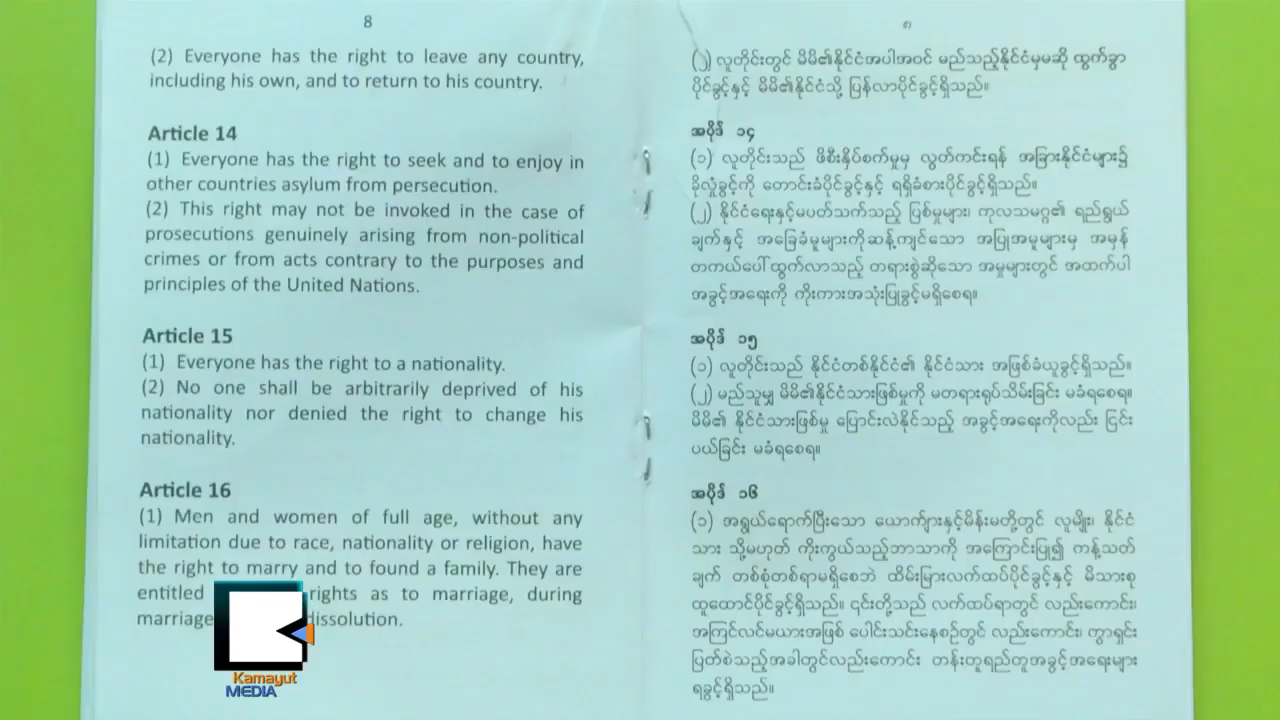 8
(2) Everyone has the right to leave any country,
including his own, and to return to his country.
Article 14
(1) Everyone has the right to seek and to enjoy in
other countries asylum from persecution.
(2) This right may not be invoked in the case of
prosecutions genuinely arising from non-political
crimes or from acts contrary to the purposes and
principles of the United Nations.
Article 15
(1) Everyone has the right to a nationality.
(2) No one shall be arbitrarily deprived of his
nationality nor denied the right to change his
nationality.
Article 16
(1) Men and women of full age, without any
limitation due to race, nationality or religion, have
the right to marry and to found a family. They are
entitled rights as to marriage, during
marriage dissolution.
၈
(၂) လူတိုင်းတွင် မိမိ၏နိုင်ငံအပါအဝင် မည်သည့်နိုင်ငံမှမဆို ထွက်ခွာ
ပိုင်ခွင့်နှင့် မိမိ၏နိုင်ငံသို့ ပြန်လာပိုင်ခွင့်ရှိသည်။
အပိုဒ် ၁၄
(၁) လူတိုင်းသည် ဖိစီးနှိပ်စက်မှုမှ လွတ်ကင်းရန် အခြားနိုင်ငံများ၌
ခိုလှုံခွင့်ကို တောင်းခံပိုင်ခွင့်နှင့် ရရှိခံစားပိုင်ခွင့်ရှိသည်။
(၂) နိုင်ငံရေးနှင့်မပတ်သက်သည့် ပြစ်မှုများ၊ ကုလသမဂ္ဂ၏ ရည်ရွယ်
ချက်နှင့် အခြေခံမူများကိုဆန့်ကျင်သော အပြုအမူများမှ အမှန်
တကယ်ပေါ်ထွက်လာသည့် တရားစွဲဆိုသော အမှုများတွင် အထက်ပါ
အခွင့်အရေးကို ကိုးကားအသုံးပြုခွင့်မရှိစေရ။
အပိုဒ် ၁၅
(၁) လူတိုင်းသည် နိုင်ငံတစ်နိုင်ငံ၏ နိုင်ငံသား အဖြစ်ခံယူခွင့်ရှိသည်။
(၂) မည်သူမျှ မိမိ၏နိုင်ငံသားဖြစ်မှုကို မတရားရုပ်သိမ်းခြင်း မခံရစေရ။
မိမိ၏ နိုင်ငံသားဖြစ်မှု ပြောင်းလဲနိုင်သည့် အခွင့်အရေးကိုလည်း ငြင်း
ပယ်ခြင်း မခံရစေရ။
အပိုဒ် ၁၆
(၁) အရွယ်ရောက်ပြီးသော ယောက်ျားနှင့်မိန်းမတို့တွင် လူမျိုး၊ နိုင်ငံ
သား သို့မဟုတ် ကိုးကွယ်သည့်ဘာသာကို အကြောင်းပြု၍ ကန့်သတ်
ချက် တစ်စုံတစ်ရာမရှိစေဘဲ ထိမ်းမြားလက်ထပ်ပိုင်ခွင့်နှင့် မိသားစု
ထူထောင်ပိုင်ခွင့်ရှိသည်။ ၎င်းတို့သည် လက်ထပ်ရာတွင် လည်းကောင်း၊
အကြင်လင်မယားအဖြစ် ပေါင်းသင်းနေစဉ်တွင် လည်းကောင်း၊ ကွာရှင်း
ပြတ်စဲသည့်အခါတွင်လည်းကောင်း တန်းတူရည်တူအခွင့်အရေးများ
ရခွင့်ရှိသည်။
Kamayut
MEDIA